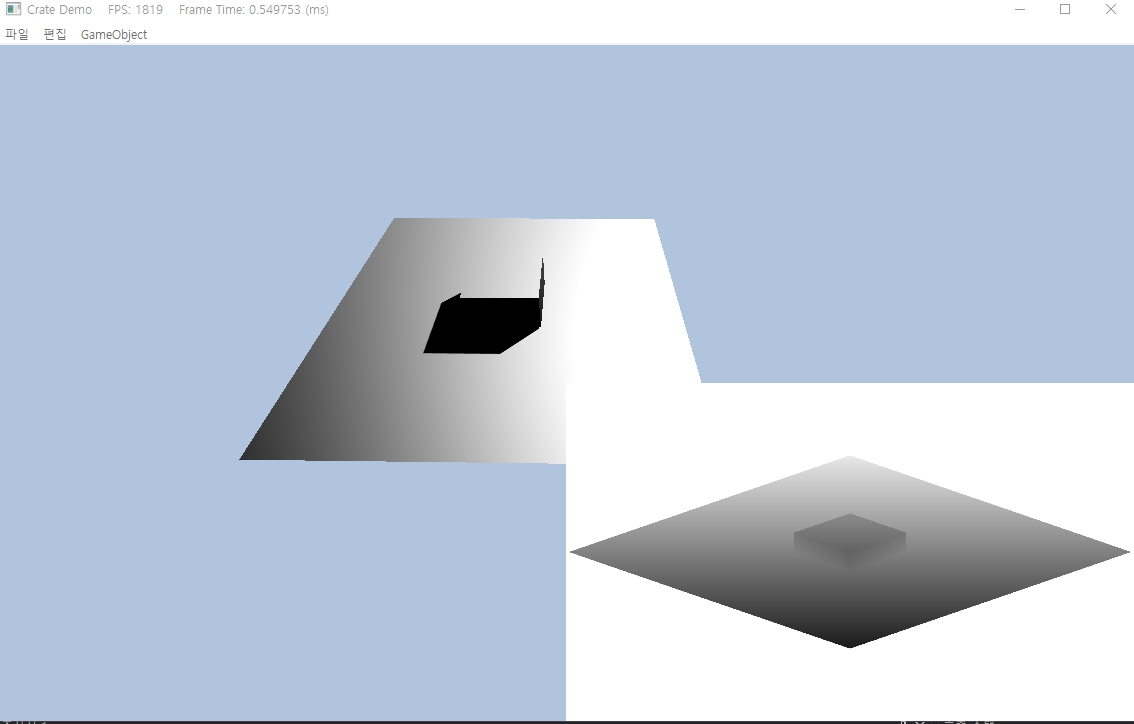 Crate Demo FPS: 1819 Frame Time: 0.549753 (ms)
파일 편집 GameObject